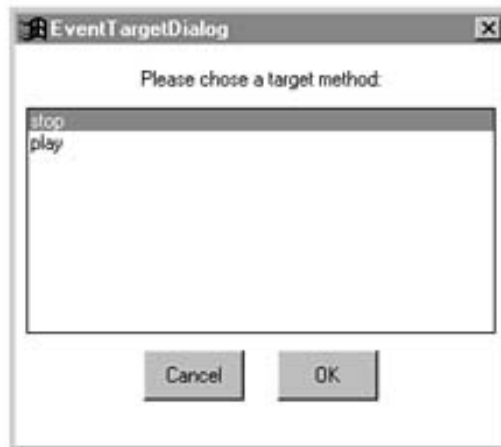 EventTargetDialog
Please chose a target method:
stop
play
Cancel
OK